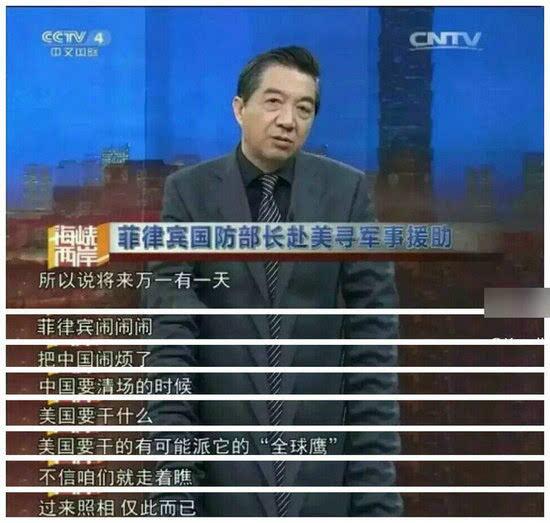 CCTV 4
中文国际
CNTV
海峡两岸
菲律宾国防部长赴美寻军事援助
所以说将来万一有一天
菲律宾闹闹闹
把中国闹烦了
中国要清场的时候
美国要干什么
美国要干的有可能派它的“全球鹰”
不信咱们就走着瞧
过来照相 仅此而已